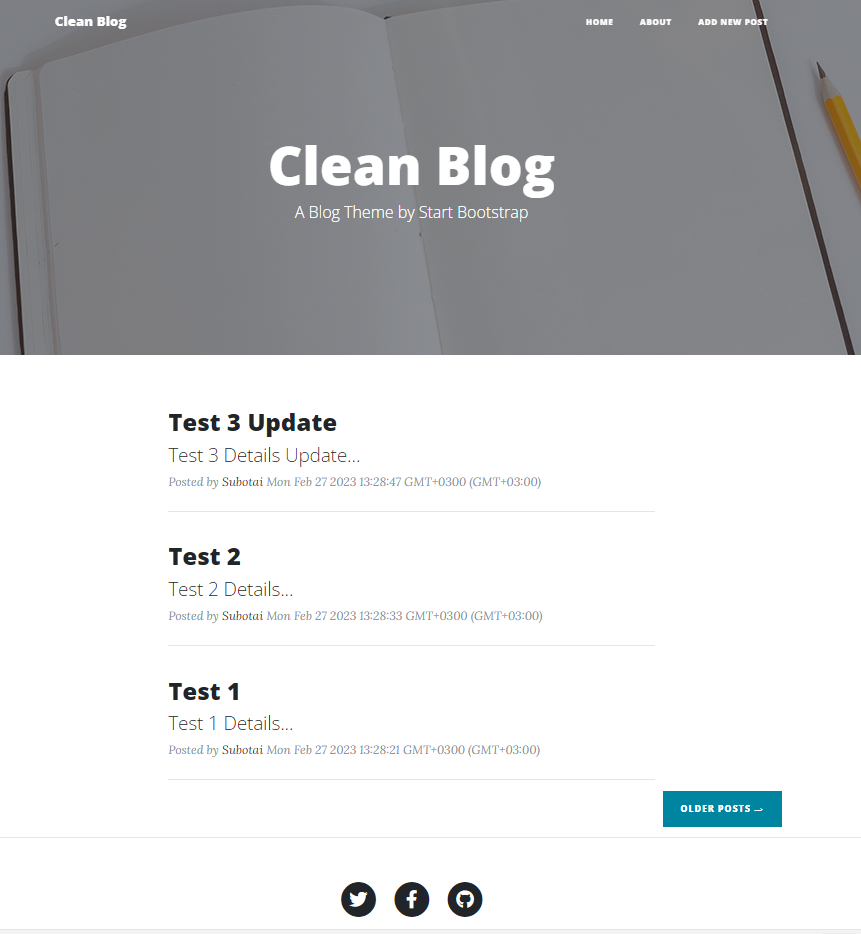 Clean Blog
HOME ABOUT ADD NEW POST
Clean Blog
A Blog Theme by Start Bootstrap
Test 3 Update
Test 3 Details Update...
Posted by Subotai Mon Feb 27 2023 13:28:47 GMT+0300 (GMT+03:00)
Test 2
Test 2 Details...
Posted by Subotai Mon Feb 27 2023 13:28:33 GMT+0300 (GMT+03:00)
Test 1
Test 1 Details...
Posted by Subotai Mon Feb 27 2023 13:28:21 GMT+0300 (GMT+03:00)
OLDER POSTS →